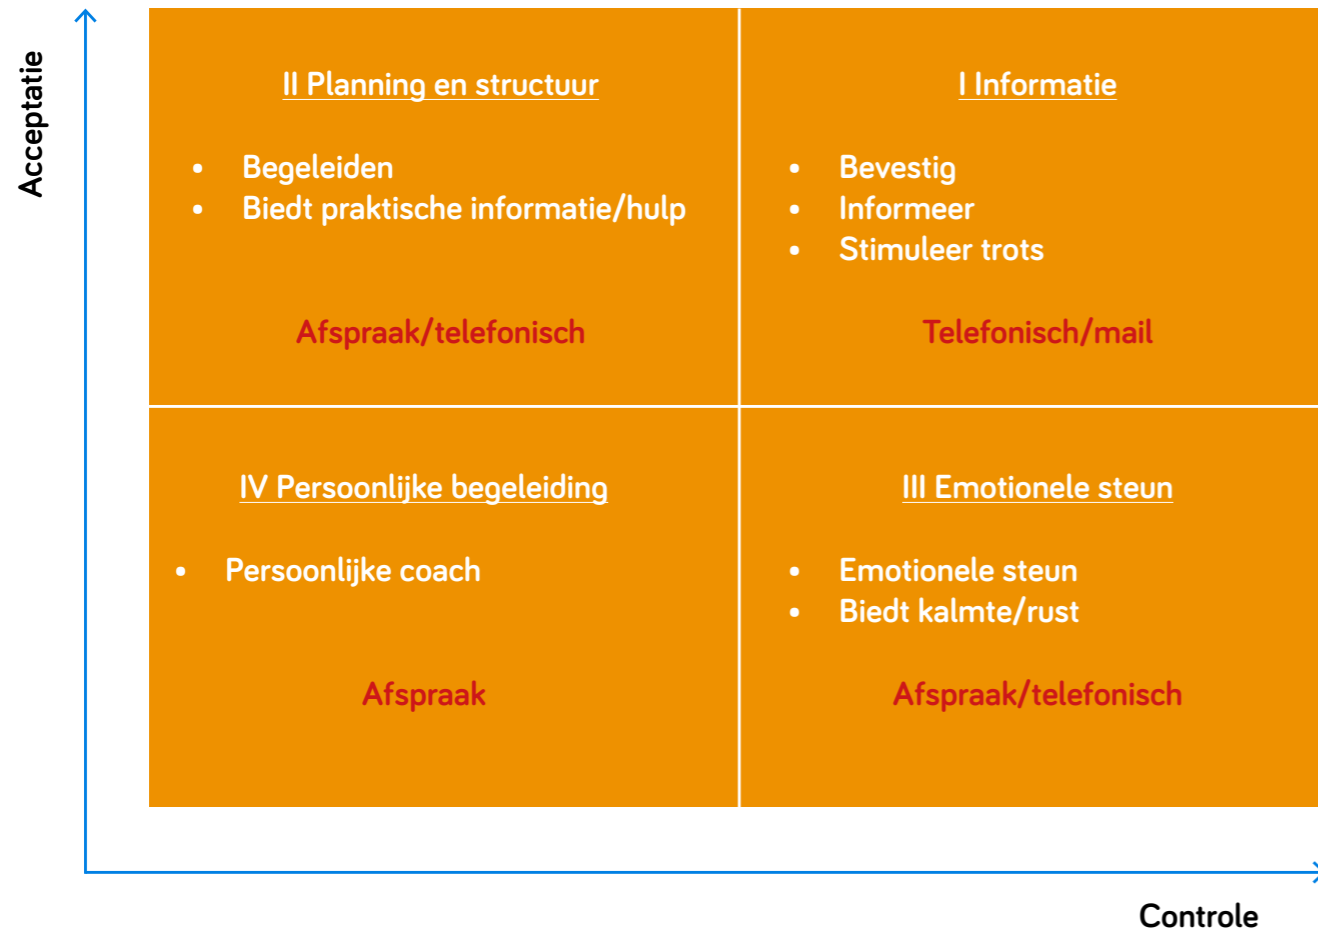 Acceptatie
II Planning en structuur
• Begeleiden
• Biedt praktische informatie/hulp
Afspraak/telefonisch
I Informatie
• Bevestig
• Informeer
• Stimuleer trots
Telefonisch/mail
IV Persoonlijke begeleiding
• Persoonlijke coach
Afspraak
III Emotionele steun
• Emotionele steun
• Biedt kalmte/rust
Afspraak/telefonisch
Controle